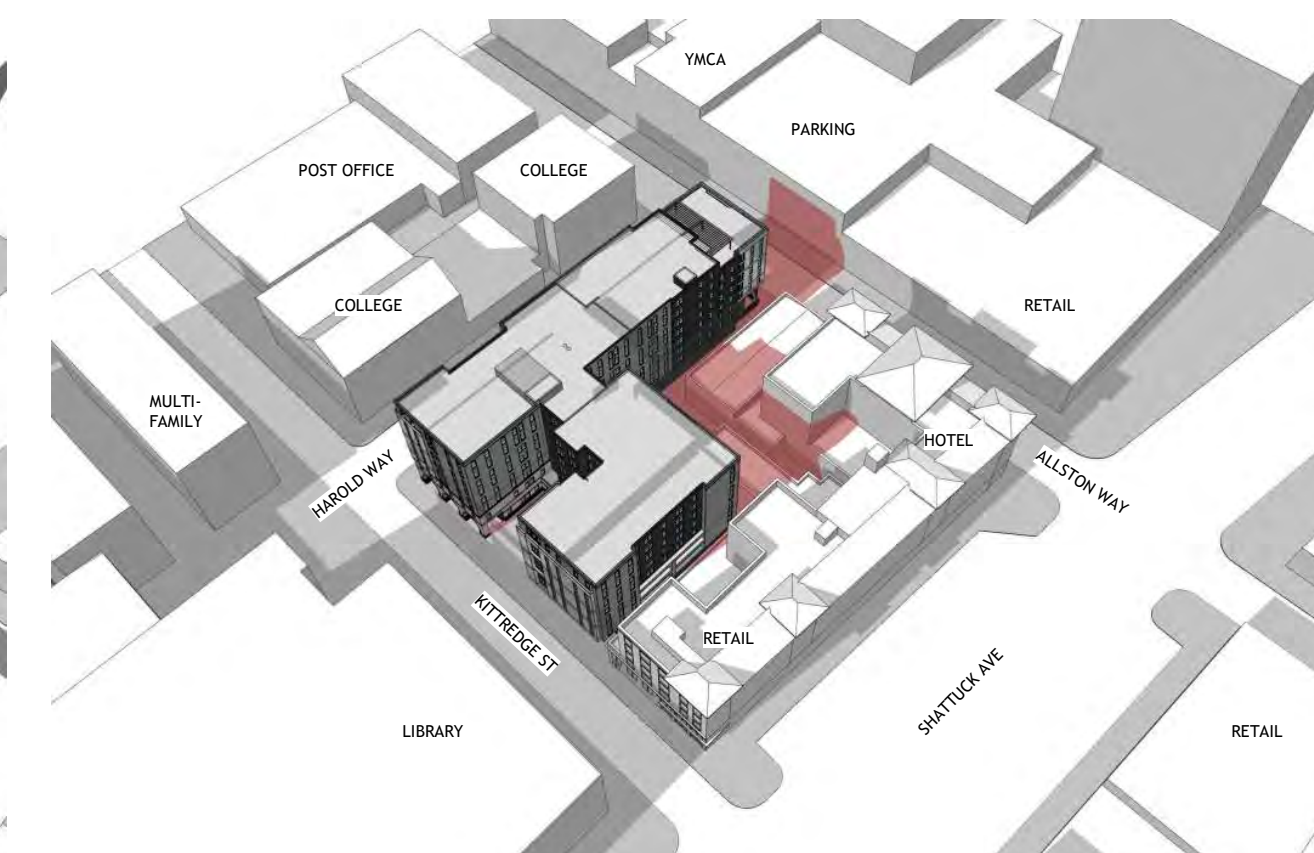 YMCA
PARKING
POST OFFICE
COLLEGE
COLLEGE
RETAIL
MULTI-
FAMILY
HOTEL
HAROLD WAY
ALLSTON WAY
KITTREDGE ST
RETAIL
SHATTUCK AVE
LIBRARY
RETAIL